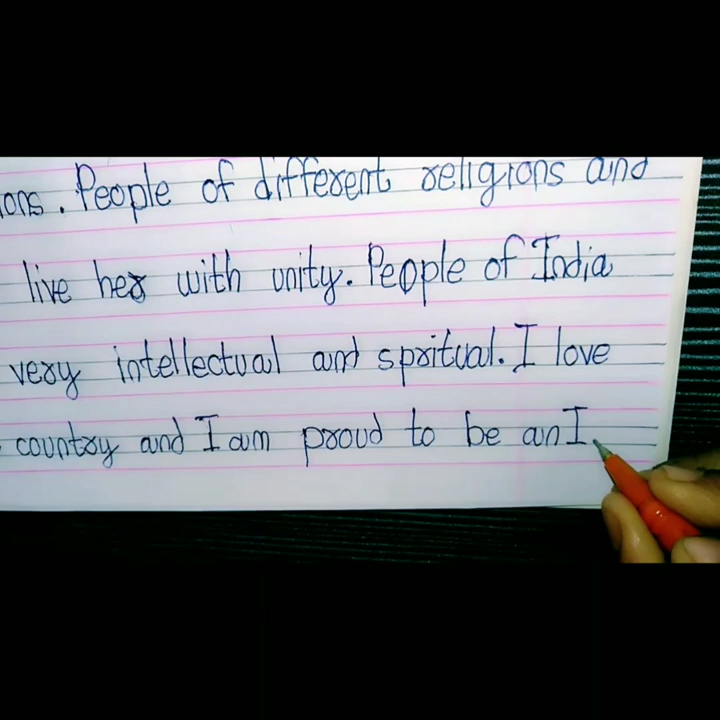 ons. People of different religions and
live her with unity. People of India
very intellectual and spritual. I love
country and I am proud to be an I